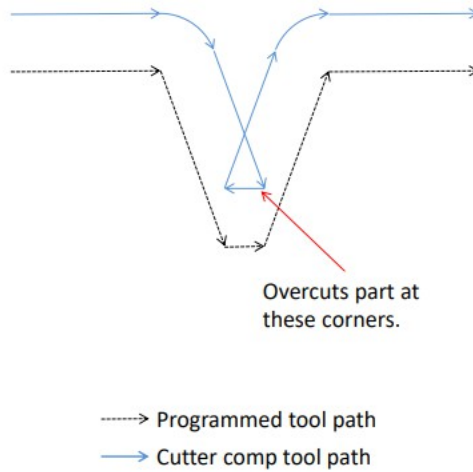 Overcuts part at
these corners.
Programmed tool path
Cutter comp tool path